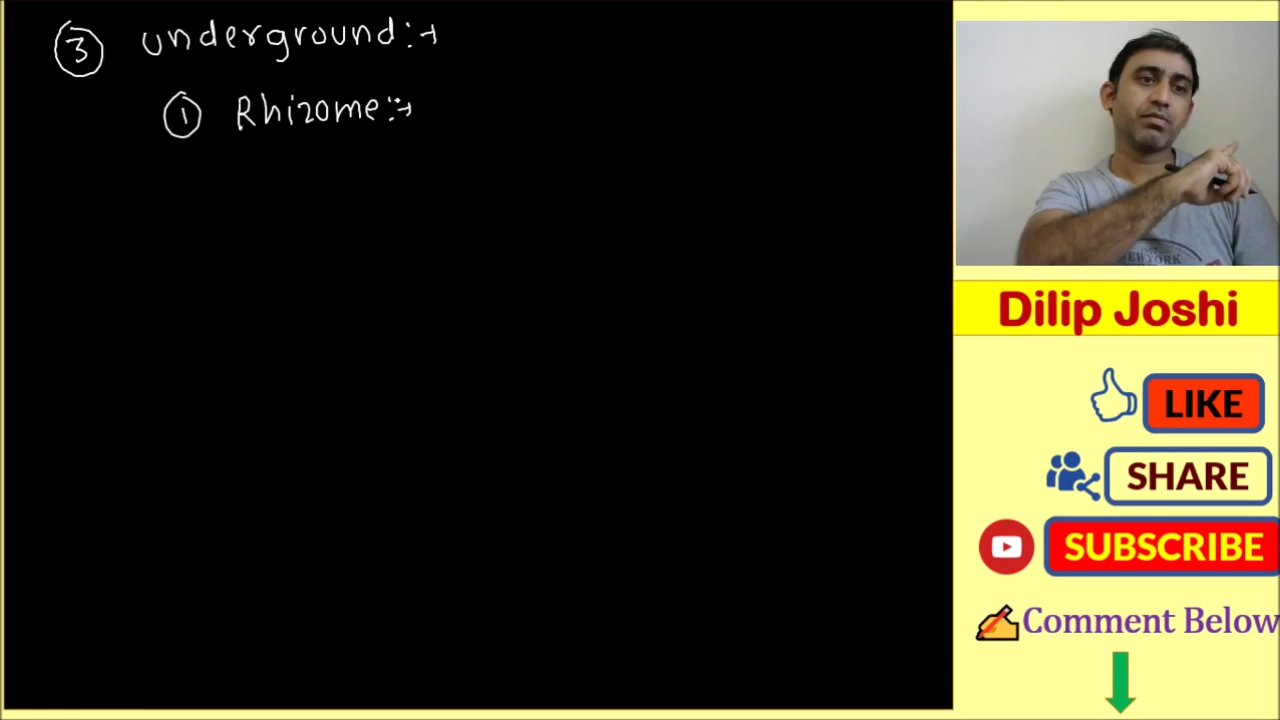 ③ underground:→
① Rhizome:→
NEWYORK
Dilip Joshi
LIKE
SHARE
SUBSCRIBE
Comment Below